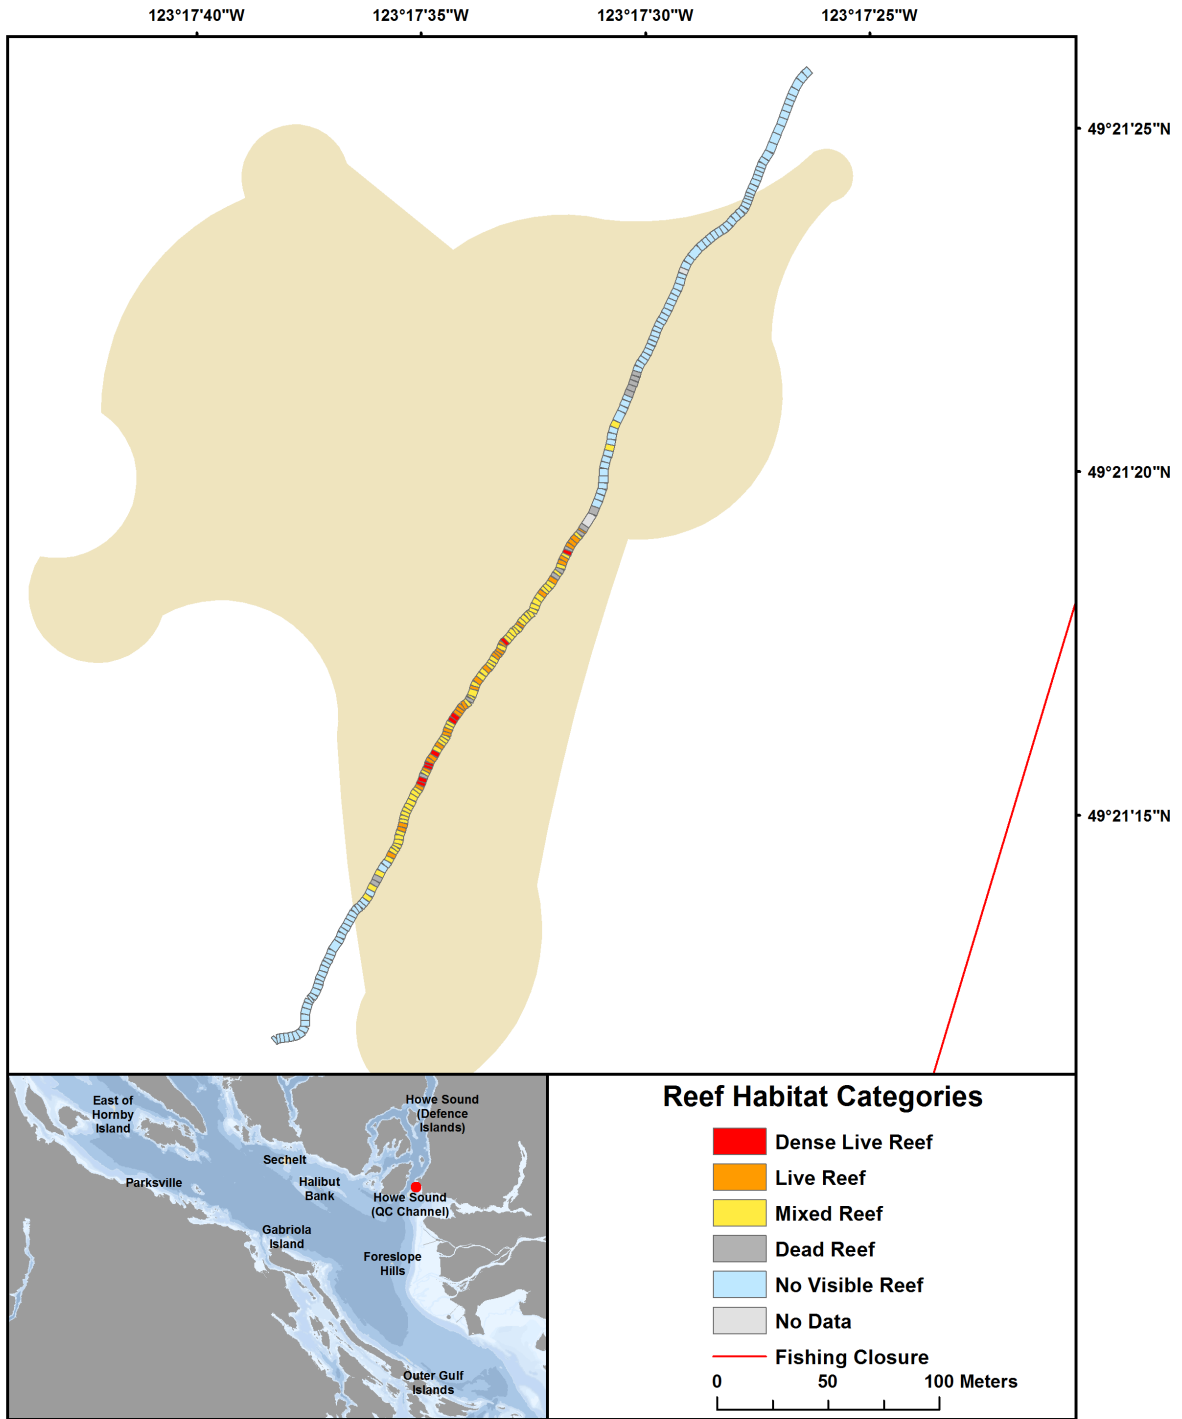 123°17'40"W 123°17'35"W 123°17'30"W 123°17'25"W
49°21'25"N
49°21'20"N
49°21'15"N
East of
Hornby
Island
Howe Sound
(Defence
Islands)
Sechelt
Parksville
Halibut
Bank
Howe Sound
(QC Channel)
Gabriola
Island
Foreslope
Hills
Outer Gulf
Islands
Reef Habitat Categories
Dense Live Reef
Live Reef
Mixed Reef
Dead Reef
No Visible Reef
No Data
Fishing Closure
0 50 100 Meters